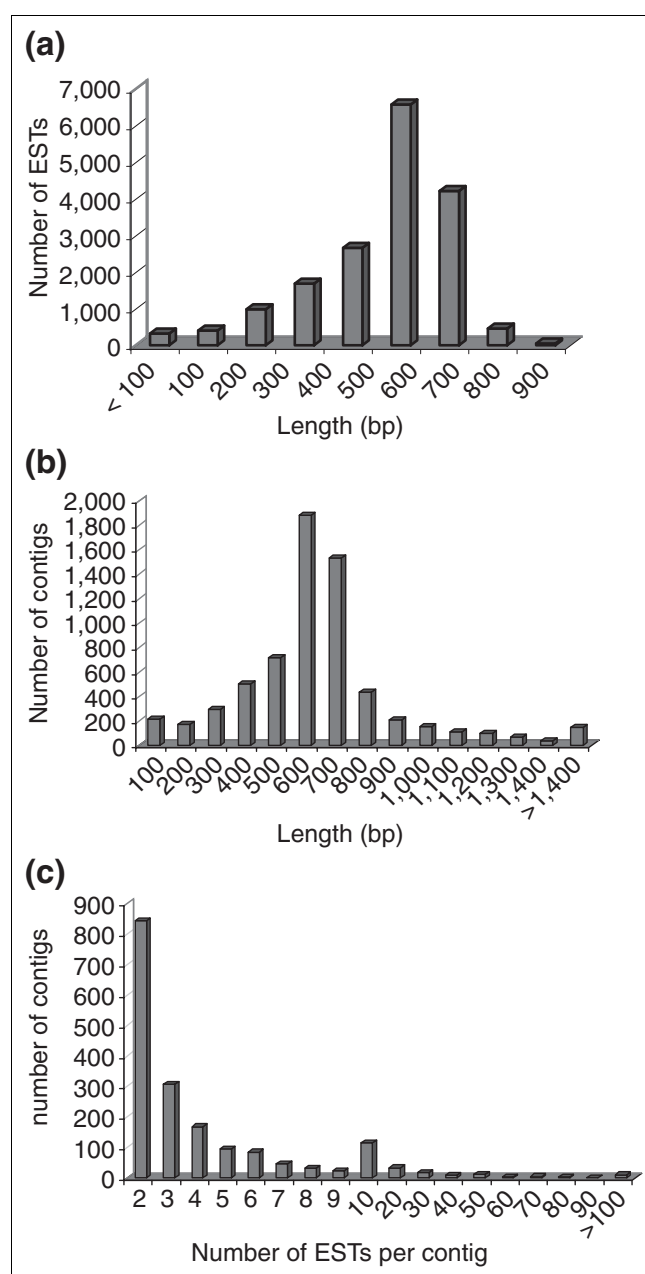 (a)
Number of ESTs
7,000
6,000
5,000
4,000
3,000
2,000
1,000
0
< 100 100 200 300 400 500 600 700 800 900
Length (bp)
(b)
Number of contigs
2,000
1,800
1,600
1,400
1,200
1,000
800
600
400
200
0
100 200 300 400 500 600 700 800 900 1,000 1,100 1,200 1,300 1,400 > 1,400
Length (bp)
(c)
number of contigs
900
800
700
600
500
400
300
200
100
0
2 3 4 5 6 7 8 9 10 20 30 40 50 60 70 80 90 > 100
Number of ESTs per contig